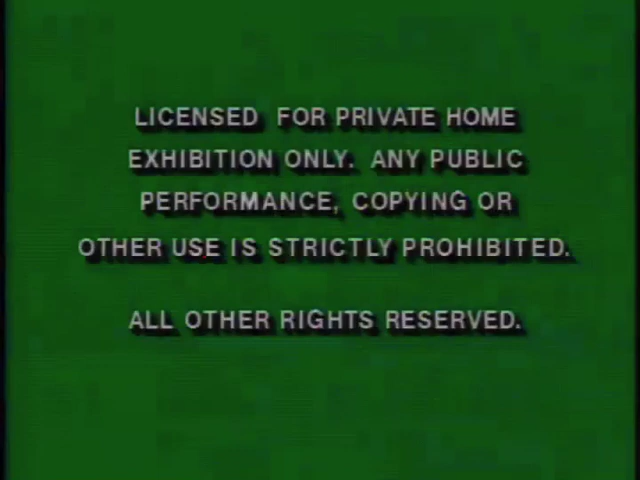 LICENSED FOR PRIVATE HOME
EXHIBITION ONLY. ANY PUBLIC
PERFORMANCE, COPYING OR
OTHER USE IS STRICTLY PROHIBITED.
ALL OTHER RIGHTS RESERVED.